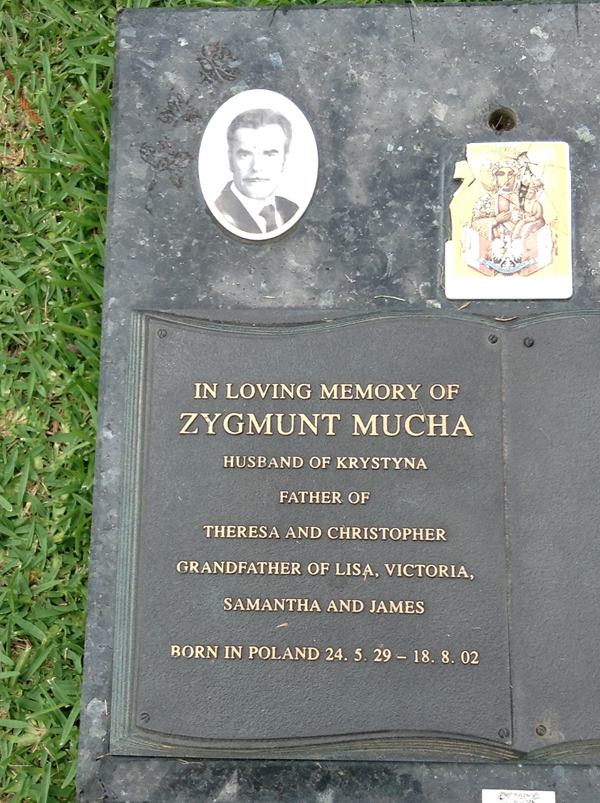 IN LOVING MEMORY OF
ZYGMUNT MUCHA
HUSBAND OF KRYSTYNA
FATHER OF
THERESA AND CHRISTOPHER
GRANDFATHER OF LISA, VICTORIA,
SAMANTHA AND JAMES
BORN IN POLAND 24. 5. 29 – 18. 8. 02